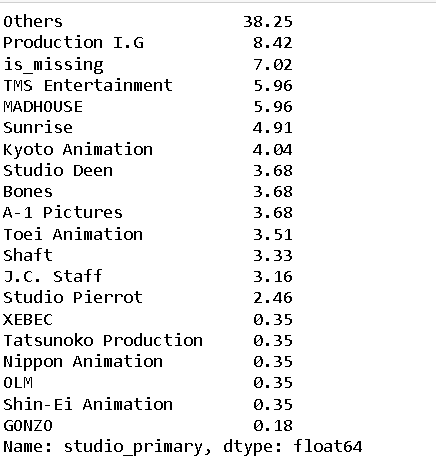 Others 38.25
Production I.G 8.42
is_missing 7.02
TMS Entertainment 5.96
MADHOUSE 5.96
Sunrise 4.91
Kyoto Animation 4.04
Studio Deen 3.68
Bones 3.68
A-1 Pictures 3.68
Toei Animation 3.51
Shaft 3.33
J.C. Staff 3.16
Studio Pierrot 2.46
XEBEC 0.35
Tatsunoko Production 0.35
Nippon Animation 0.35
OLM 0.35
Shin-Ei Animation 0.35
GONZO 0.18
Name: studio_primary, dtype: float64